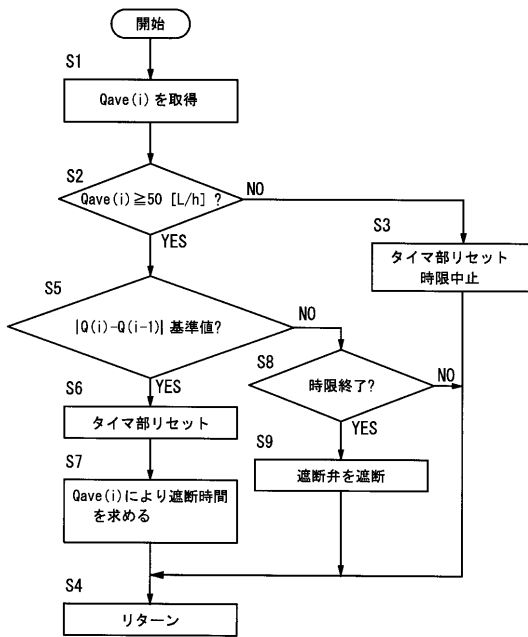 開始
S1
Qave(i)を取得
S2
Qave(i)≧50 [L/h] ?
NO
YES
S3
タイマ部リセット
時限中止
S5
|Q(i)-Q(i-1)| 基準値?
NO
YES
S8
時限終了?
NO
YES
S6
タイマ部リセット
S9
遮断弁を遮断
S7
Qave(i)により遮断時間
を求める
S4
リターン